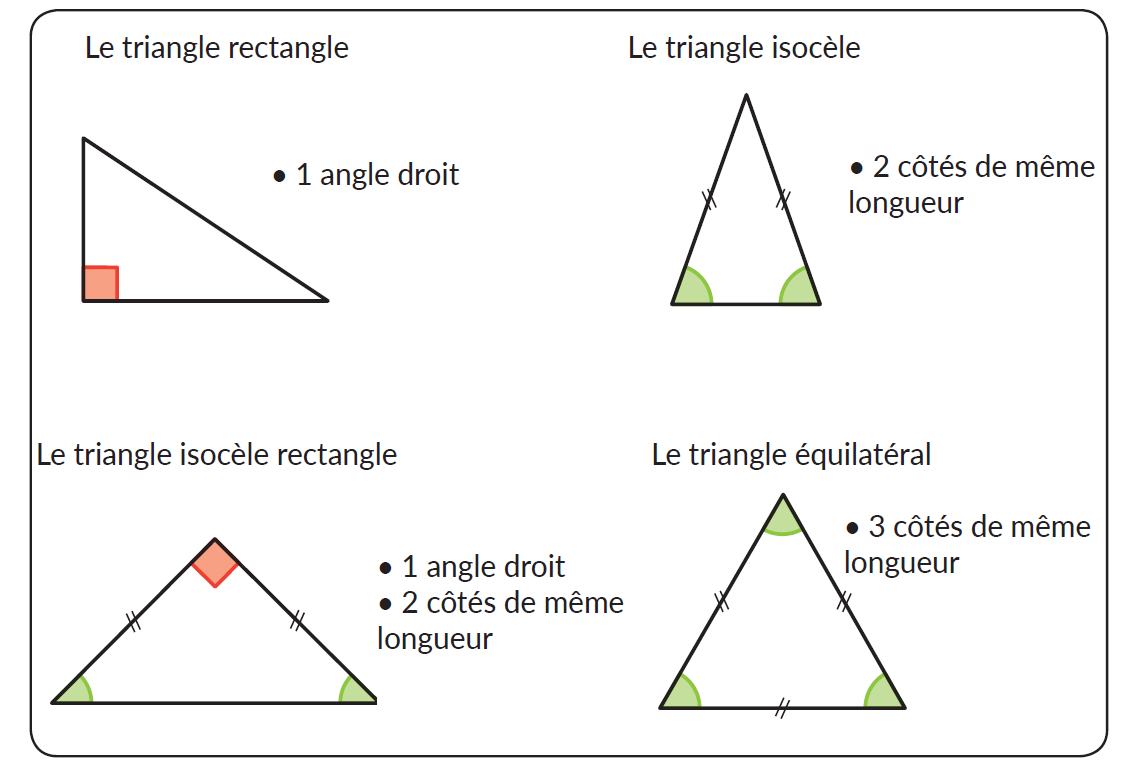 Le triangle rectangle
• 1 angle droit
Le triangle isocèle
• 2 côtés de même
longueur
Le triangle isocèle rectangle
• 1 angle droit
• 2 côtés de même
longueur
Le triangle équilatéral
• 3 côtés de même
longueur